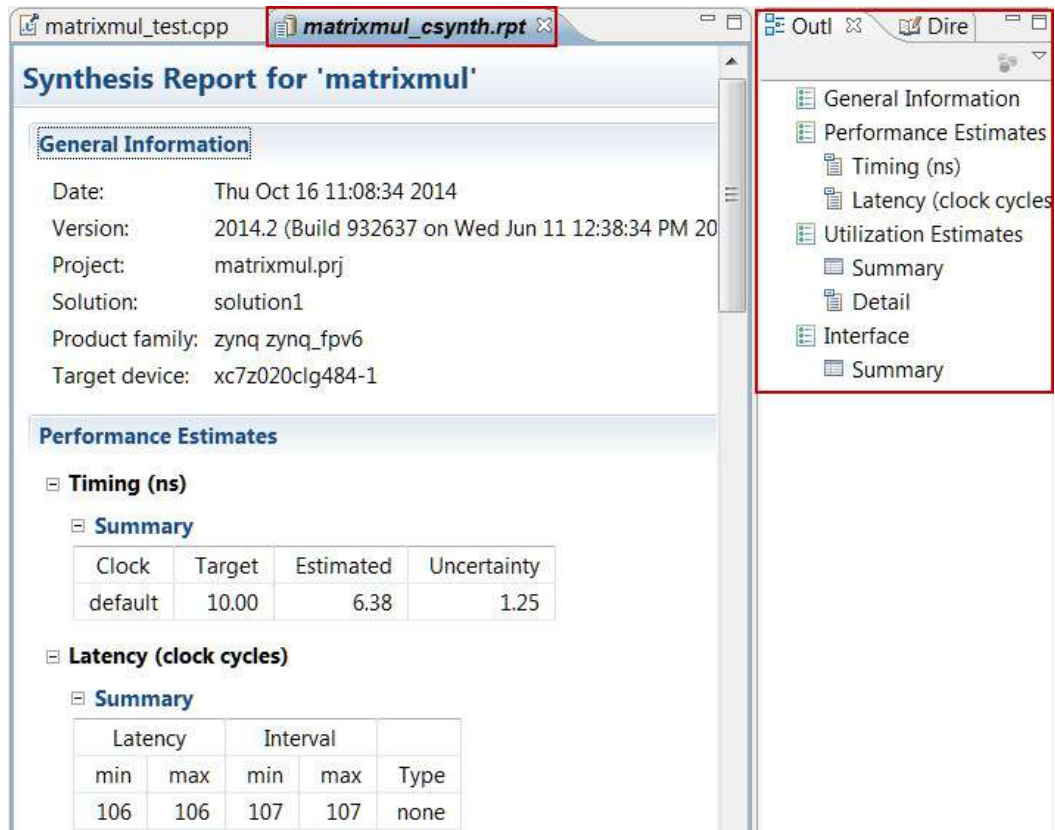 matrixmul_test.cpp
matrixmul_csynth.rpt
Synthesis Report for 'matrixmul'
General Information
Date: Thu Oct 16 11:08:34 2014
Version: 2014.2 (Build 932637 on Wed Jun 11 12:38:34 PM 20
Project: matrixmul.prj
Solution: solution1
Product family: zynq zynq_fpv6
Target device: xc7z020clg484-1
Performance Estimates
Timing (ns)
Summary
Clock Target Estimated Uncertainty
default 10.00 6.38 1.25
Latency (clock cycles)
Summary
Latency Interval
min max min max Type
106 106 107 107 none
Outl Dire
General Information
Performance Estimates
Timing (ns)
Latency (clock cycles
Utilization Estimates
Summary
Detail
Interface
Summary